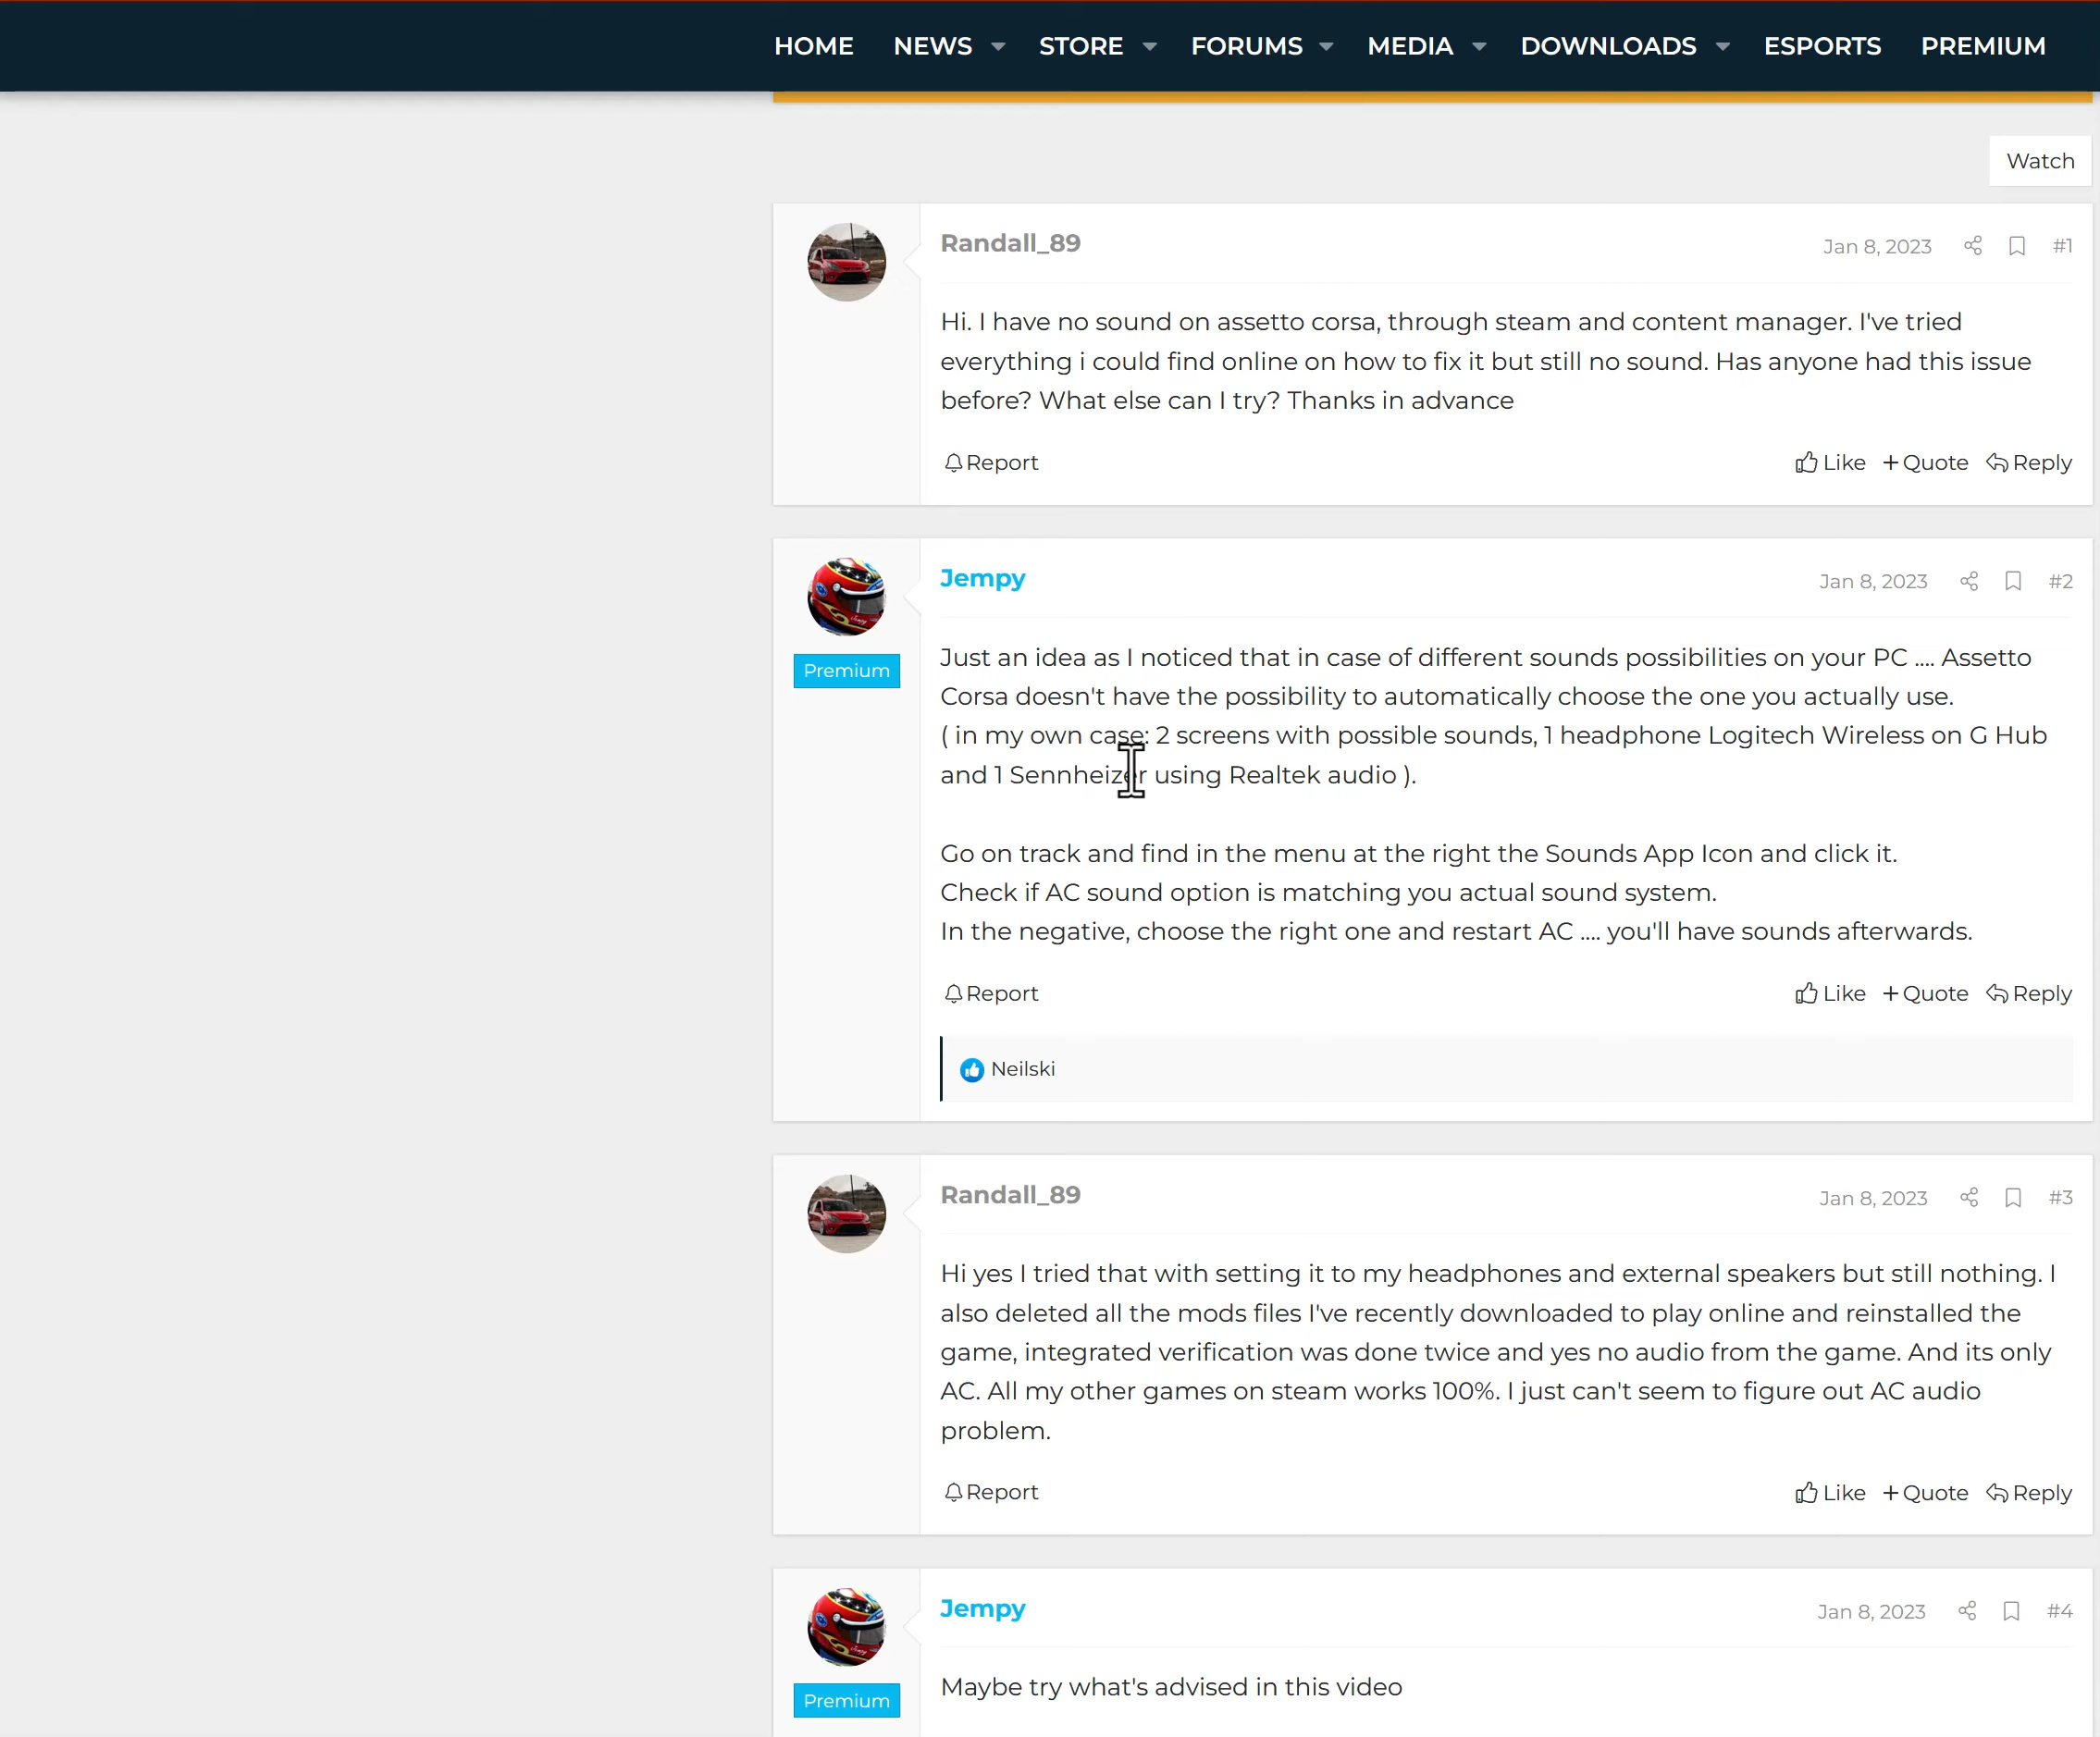 HOME NEWS STORE FORUMS MEDIA DOWNLOADS ESPORTS PREMIUM
Watch
Randall_89
Jan 8, 2023 #1
Hi. I have no sound on assetto corsa, through steam and content manager. I've tried
everything i could find online on how to fix it but still no sound. Has anyone had this issue
before? What else can I try? Thanks in advance
Report
Like +Quote Reply
Jempy
Jan 8, 2023 #2
Premium
Just an idea as I noticed that in case of different sounds possibilities on your PC .... Assetto
Corsa doesn't have the possibility to automatically choose the one you actually use.
( in my own case: 2 screens with possible sounds, 1 headphone Logitech Wireless on G Hub
and 1 Sennheizer using Realtek audio ).
Go on track and find in the menu at the right the Sounds App Icon and click it.
Check if AC sound option is matching you actual sound system.
In the negative, choose the right one and restart AC .... you'll have sounds afterwards.
Report
Like +Quote Reply
Neilski
Randall_89
Jan 8, 2023 #3
Hi yes I tried that with setting it to my headphones and external speakers but still nothing. I
also deleted all the mods files I've recently downloaded to play online and reinstalled the
game, integrated verification was done twice and yes no audio from the game. And its only
AC. All my other games on steam works 100%. I just can't seem to figure out AC audio
problem.
Report
Like +Quote Reply
Jempy
Jan 8, 2023 #4
Premium
Maybe try what's advised in this video